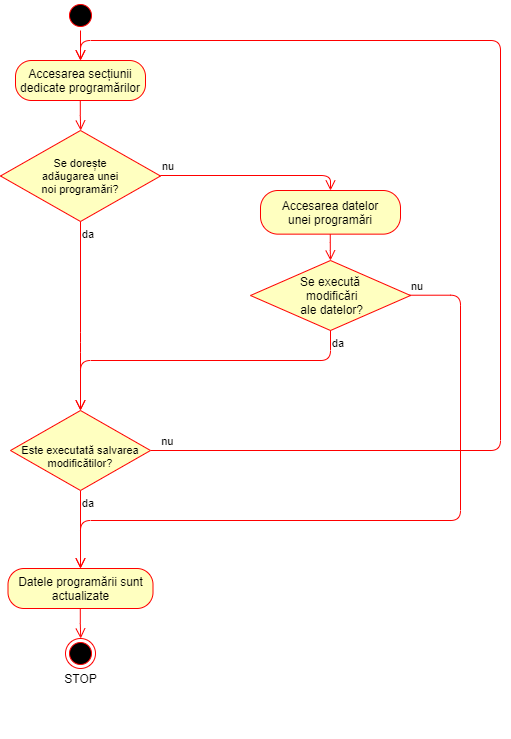 Accesarea secțiunii
dedicate programărilor
Se dorește
adăugarea unei
noi programări?
nu
da
Accesarea datelor
unei programări
Se execută
modificări
ale datelor?
nu
da
Este executată salvarea
modificătilor?
nu
da
Datele programării sunt
actualizate
STOP